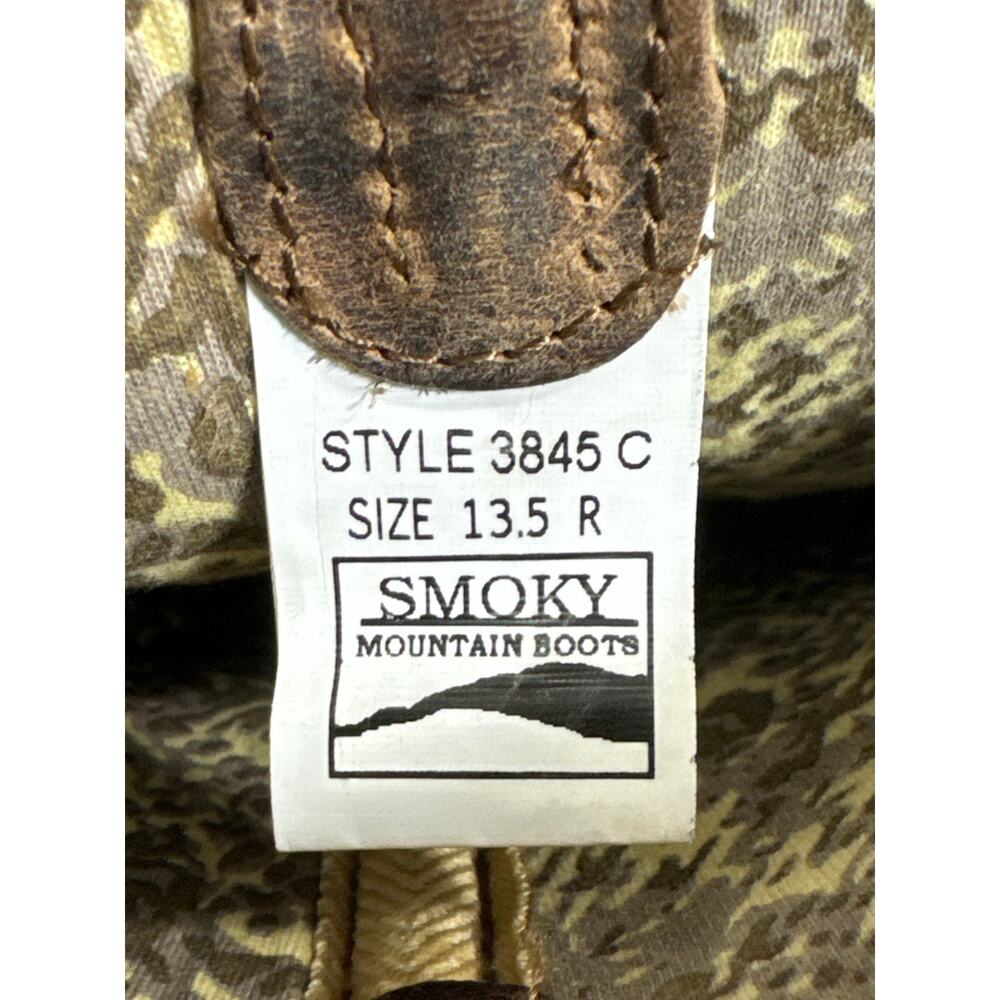 STYLE 3845 C
SIZE 13.5 R
SMOKY
MOUNTAIN BOOTS